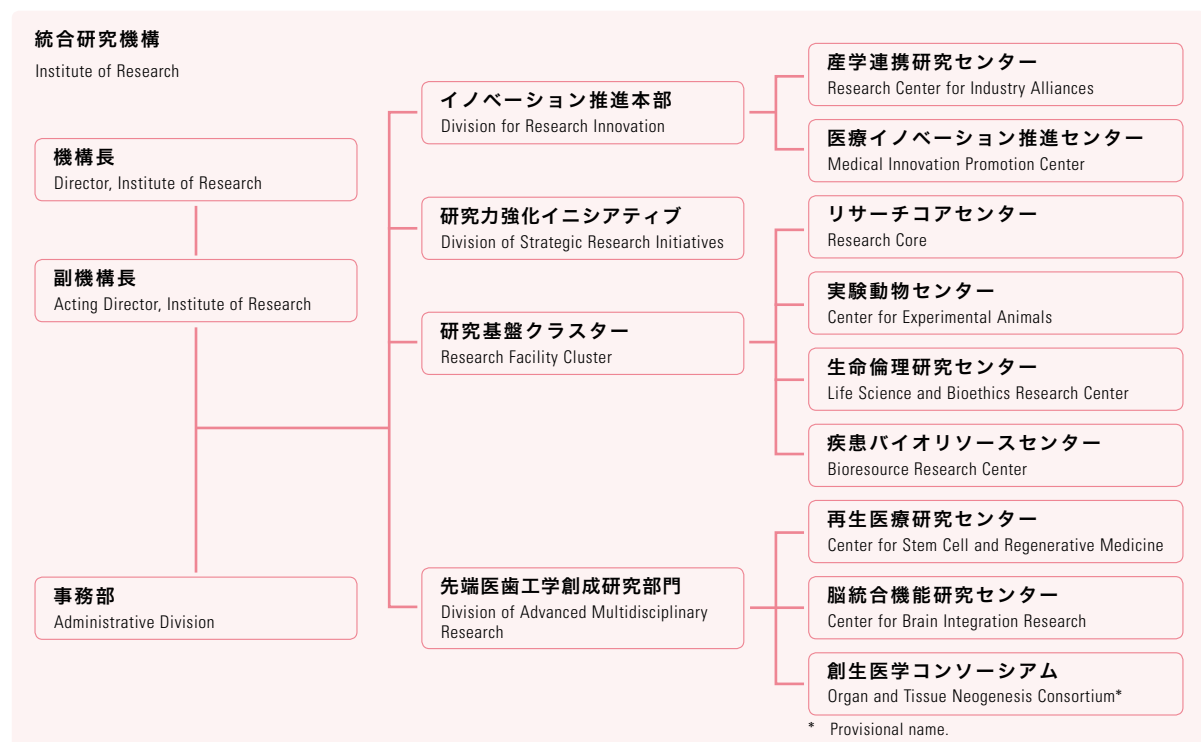 統合研究機構
Institute of Research
機構長
Director, Institute of Research
副機構長
Acting Director, Institute of Research
事務部
Administrative Division
イノベーション推進本部
Division for Research Innovation
研究力強化イニシアティブ
Division of Strategic Research Initiatives
研究基盤クラスター
Research Facility Cluster
先端医歯工学創成研究部門
Division of Advanced Multidisciplinary
Research
産学連携研究センター
Research Center for Industry Alliances
医療イノベーション推進センター
Medical Innovation Promotion Center
リサーチコアセンター
Research Core
実験動物センター
Center for Experimental Animals
生命倫理研究センター
Life Science and Bioethics Research Center
疾患バイオリソースセンター
Bioresource Research Center
再生医療研究センター
Center for Stem Cell and Regenerative Medicine
脳統合機能研究センター
Center for Brain Integration Research
創生医学コンソーシアム
Organ and Tissue Neogenesis Consortium*
* Provisional name.